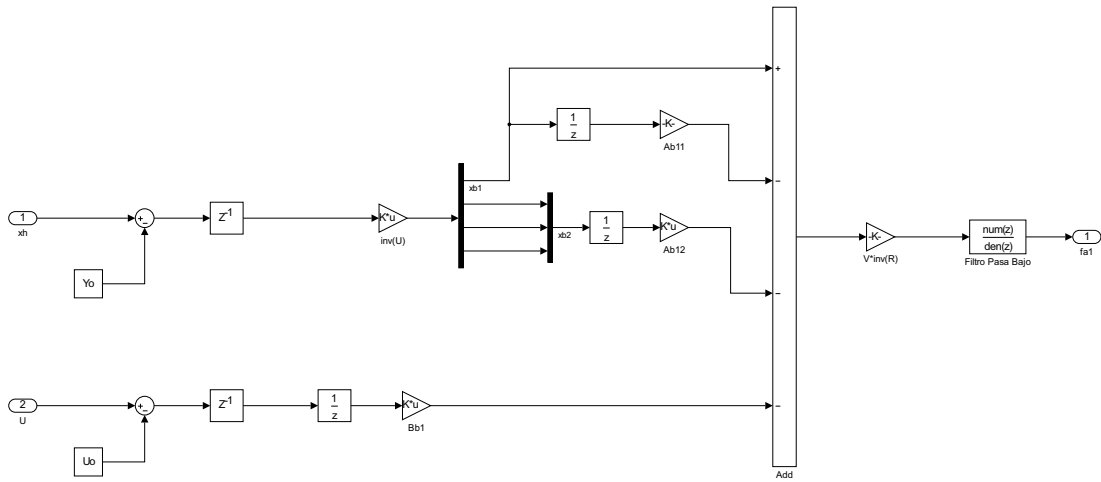 +
1
z
-K-
Ab11
xb1
−
1
xh
+
−
Z-1
K*u
inv(U)
xb2
1
z
K*u
Ab12
-K-
V*inv(R)
num(z)
den(z)
Filtro Pasa Bajo
1
fa1
Yo
−
2
U
+
−
Z-1
1
z
K*u
Bb1
−
Uo
Add